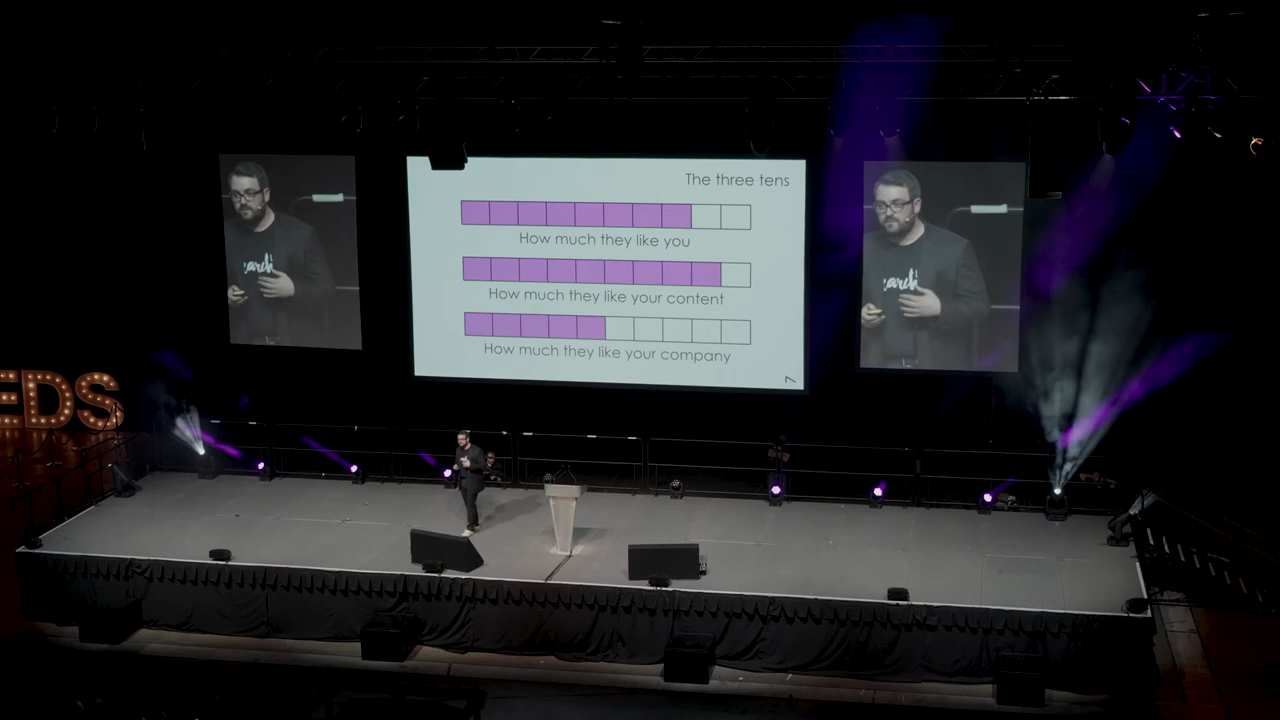 The three tens
How much they like you
How much they like your content
How much they like your company
7
EDS